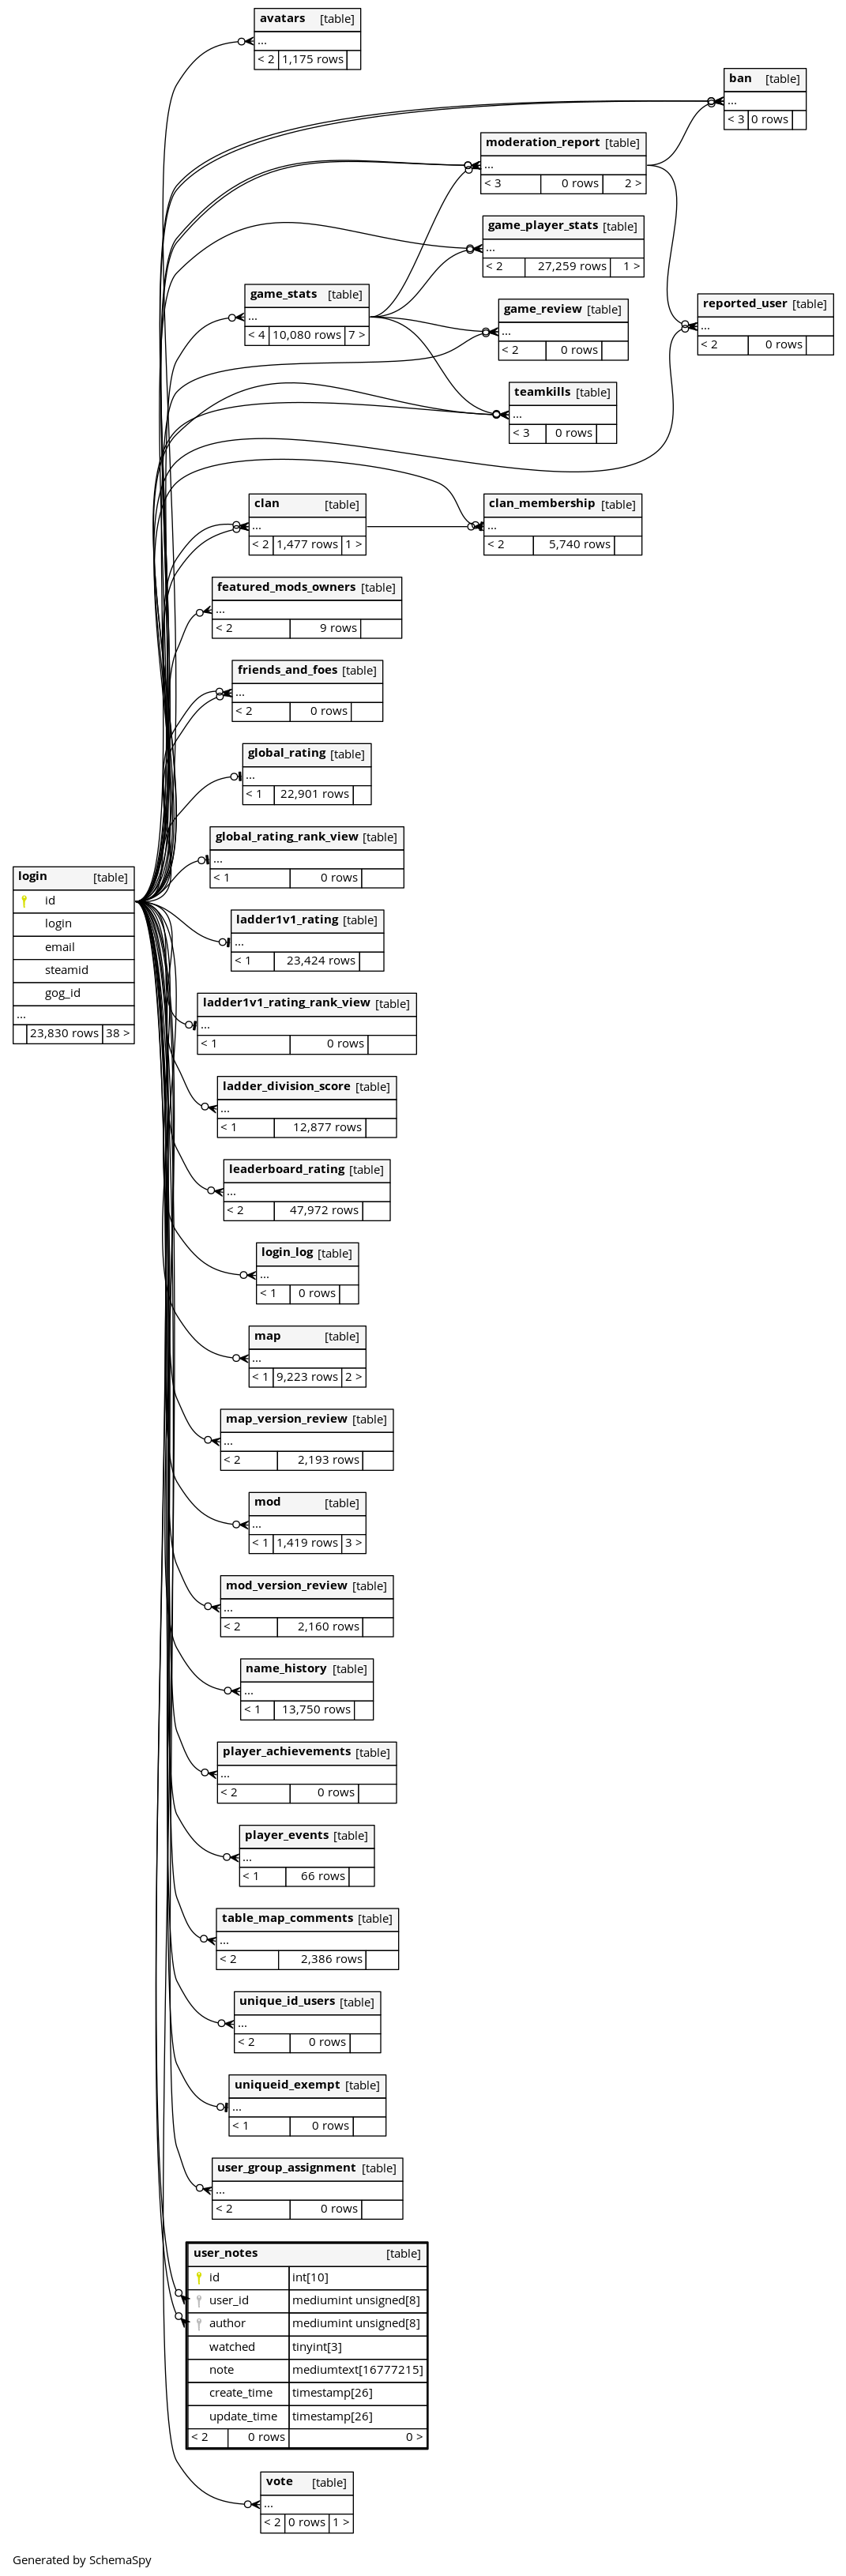 avatars [table]
...
< 2 1,175 rows
ban [table]
...
< 3 0 rows
moderation_report [table]
...
< 3 0 rows 2 >
game_player_stats [table]
...
< 2 27,259 rows 1 >
game_stats [table]
...
< 4 10,080 rows 7 >
reported_user [table]
...
< 2 0 rows
game_review [table]
...
< 2 0 rows
teamkills [table]
...
< 3 0 rows
clan [table]
...
< 2 1,477 rows 1 >
clan_membership [table]
...
< 2 5,740 rows
featured_mods_owners [table]
...
< 2 9 rows
friends_and_foes [table]
...
< 2 0 rows
global_rating [table]
...
< 1 22,901 rows
global_rating_rank_view [table]
...
< 1 0 rows
login [table]
id
login
email
steamid
gog_id
...
23,830 rows 38 >
ladder1v1_rating [table]
...
< 1 23,424 rows
ladder1v1_rating_rank_view [table]
...
< 1 0 rows
ladder_division_score [table]
...
< 1 12,877 rows
leaderboard_rating [table]
...
< 2 47,972 rows
login_log [table]
...
< 1 0 rows
map [table]
...
< 1 9,223 rows 2 >
map_version_review [table]
...
< 2 2,193 rows
mod [table]
...
< 1 1,419 rows 3 >
mod_version_review [table]
...
< 2 2,160 rows
name_history [table]
...
< 1 13,750 rows
player_achievements [table]
...
< 2 0 rows
player_events [table]
...
< 1 66 rows
table_map_comments [table]
...
< 2 2,386 rows
unique_id_users [table]
...
< 2 0 rows
uniqueid_exempt [table]
...
< 1 0 rows
user_group_assignment [table]
...
< 2 0 rows
user_notes [table]
id int[10]
user_id mediumint unsigned[8]
author mediumint unsigned[8]
watched tinyint[3]
note mediumtext[16777215]
create_time timestamp[26]
update_time timestamp[26]
< 2 0 rows 0 >
vote [table]
...
< 2 0 rows 1 >
Generated by SchemaSpy